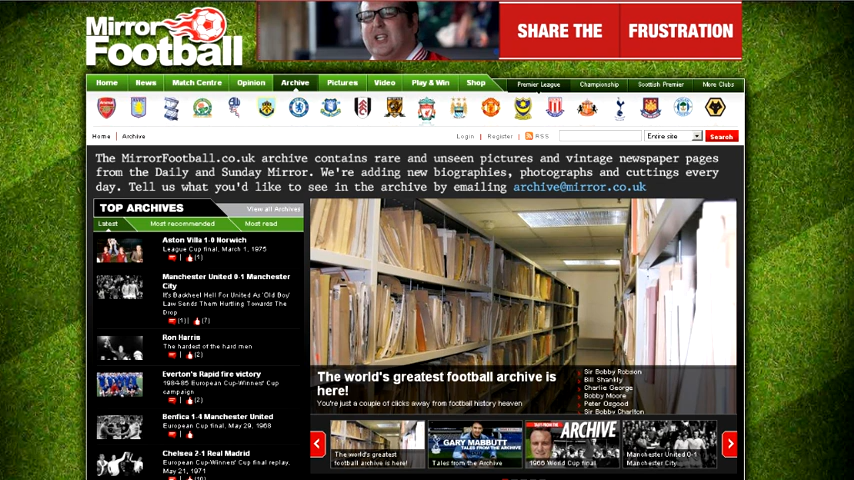 Mirror
Football
SHARE THE FRUSTRATION
Home News Match Centre Opinion Archive Pictures Video Play & Win Shop Premier League Championship Scottish Premier More Clubs
Home | Archive
Login | Register | RSS Entire site Search
The MirrorFootball.co.uk archive contains rare and unseen pictures and vintage newspaper pages
from the Daily and Sunday Mirror. We're adding new biographies, photographs and cuttings every
day. Tell us what you'd like to see in the archive by emailing archive@mirror.co.uk
TOP ARCHIVES View all Archives
Latest Most recommended Most read
Aston Villa 1-0 Norwich
League Cup final, March 1, 1975
| (1)
Manchester United 0-1 Manchester
City
It's Backheel Hell For United As 'Old Boy'
Law Sends Them Hurtling Towards The
Drop
(1) | (7)
Ron Harris
The hardest of the hard men
| (2)
Everton's Rapid fire victory
1984-85 European Cup-Winners' Cup
campaign
| (2)
Benfica 1-4 Manchester United
European Cup final, May 29, 1968
|
Chelsea 2-1 Real Madrid
European Cup-Winners' Cup final replay,
May 21, 1971
The world's greatest football archive is
here!
You're just a couple of clicks away from football history heaven
Sir Bobby Robson
Bill Shankly
Charlie George
Bobby Moore
Peter Osgood
Sir Bobby Charlton
The world's greatest
football archive is here!
GARY MABBUTT
TALES FROM THE ARCHIVE
Tales from the Archive
ARCHIVE
1966 World Cup final
Manchester United 0-1
Manchester City